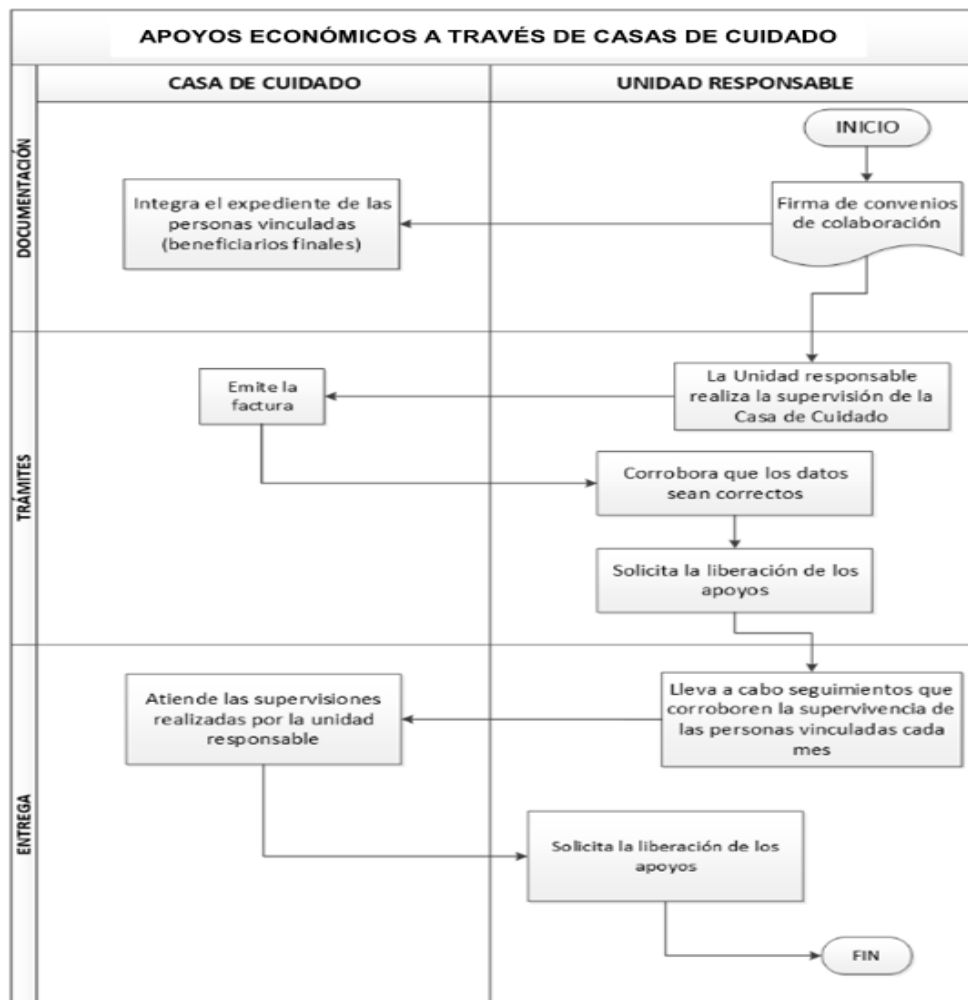 APOYOS ECONÓMICOS A TRAVÉS DE CASAS DE CUIDADO
CASA DE CUIDADO
UNIDAD RESPONSABLE
DOCUMENTACIÓN
INICIO
Firma de convenios
de colaboración
Integra el expediente de las
personas vinculadas
(beneficiarios finales)
TRÁMITES
La Unidad responsable
realiza la supervisión de la
Casa de Cuidado
Emite la
factura
Corrobora que los datos
sean correctos
Solicita la liberación de los
apoyos
ENTREGA
Lleva a cabo seguimientos que
corroboren la supervivencia de
las personas vinculadas cada
mes
Atiende las supervisiones
realizadas por la unidad
responsable
Solicita la liberación de los
apoyos
FIN